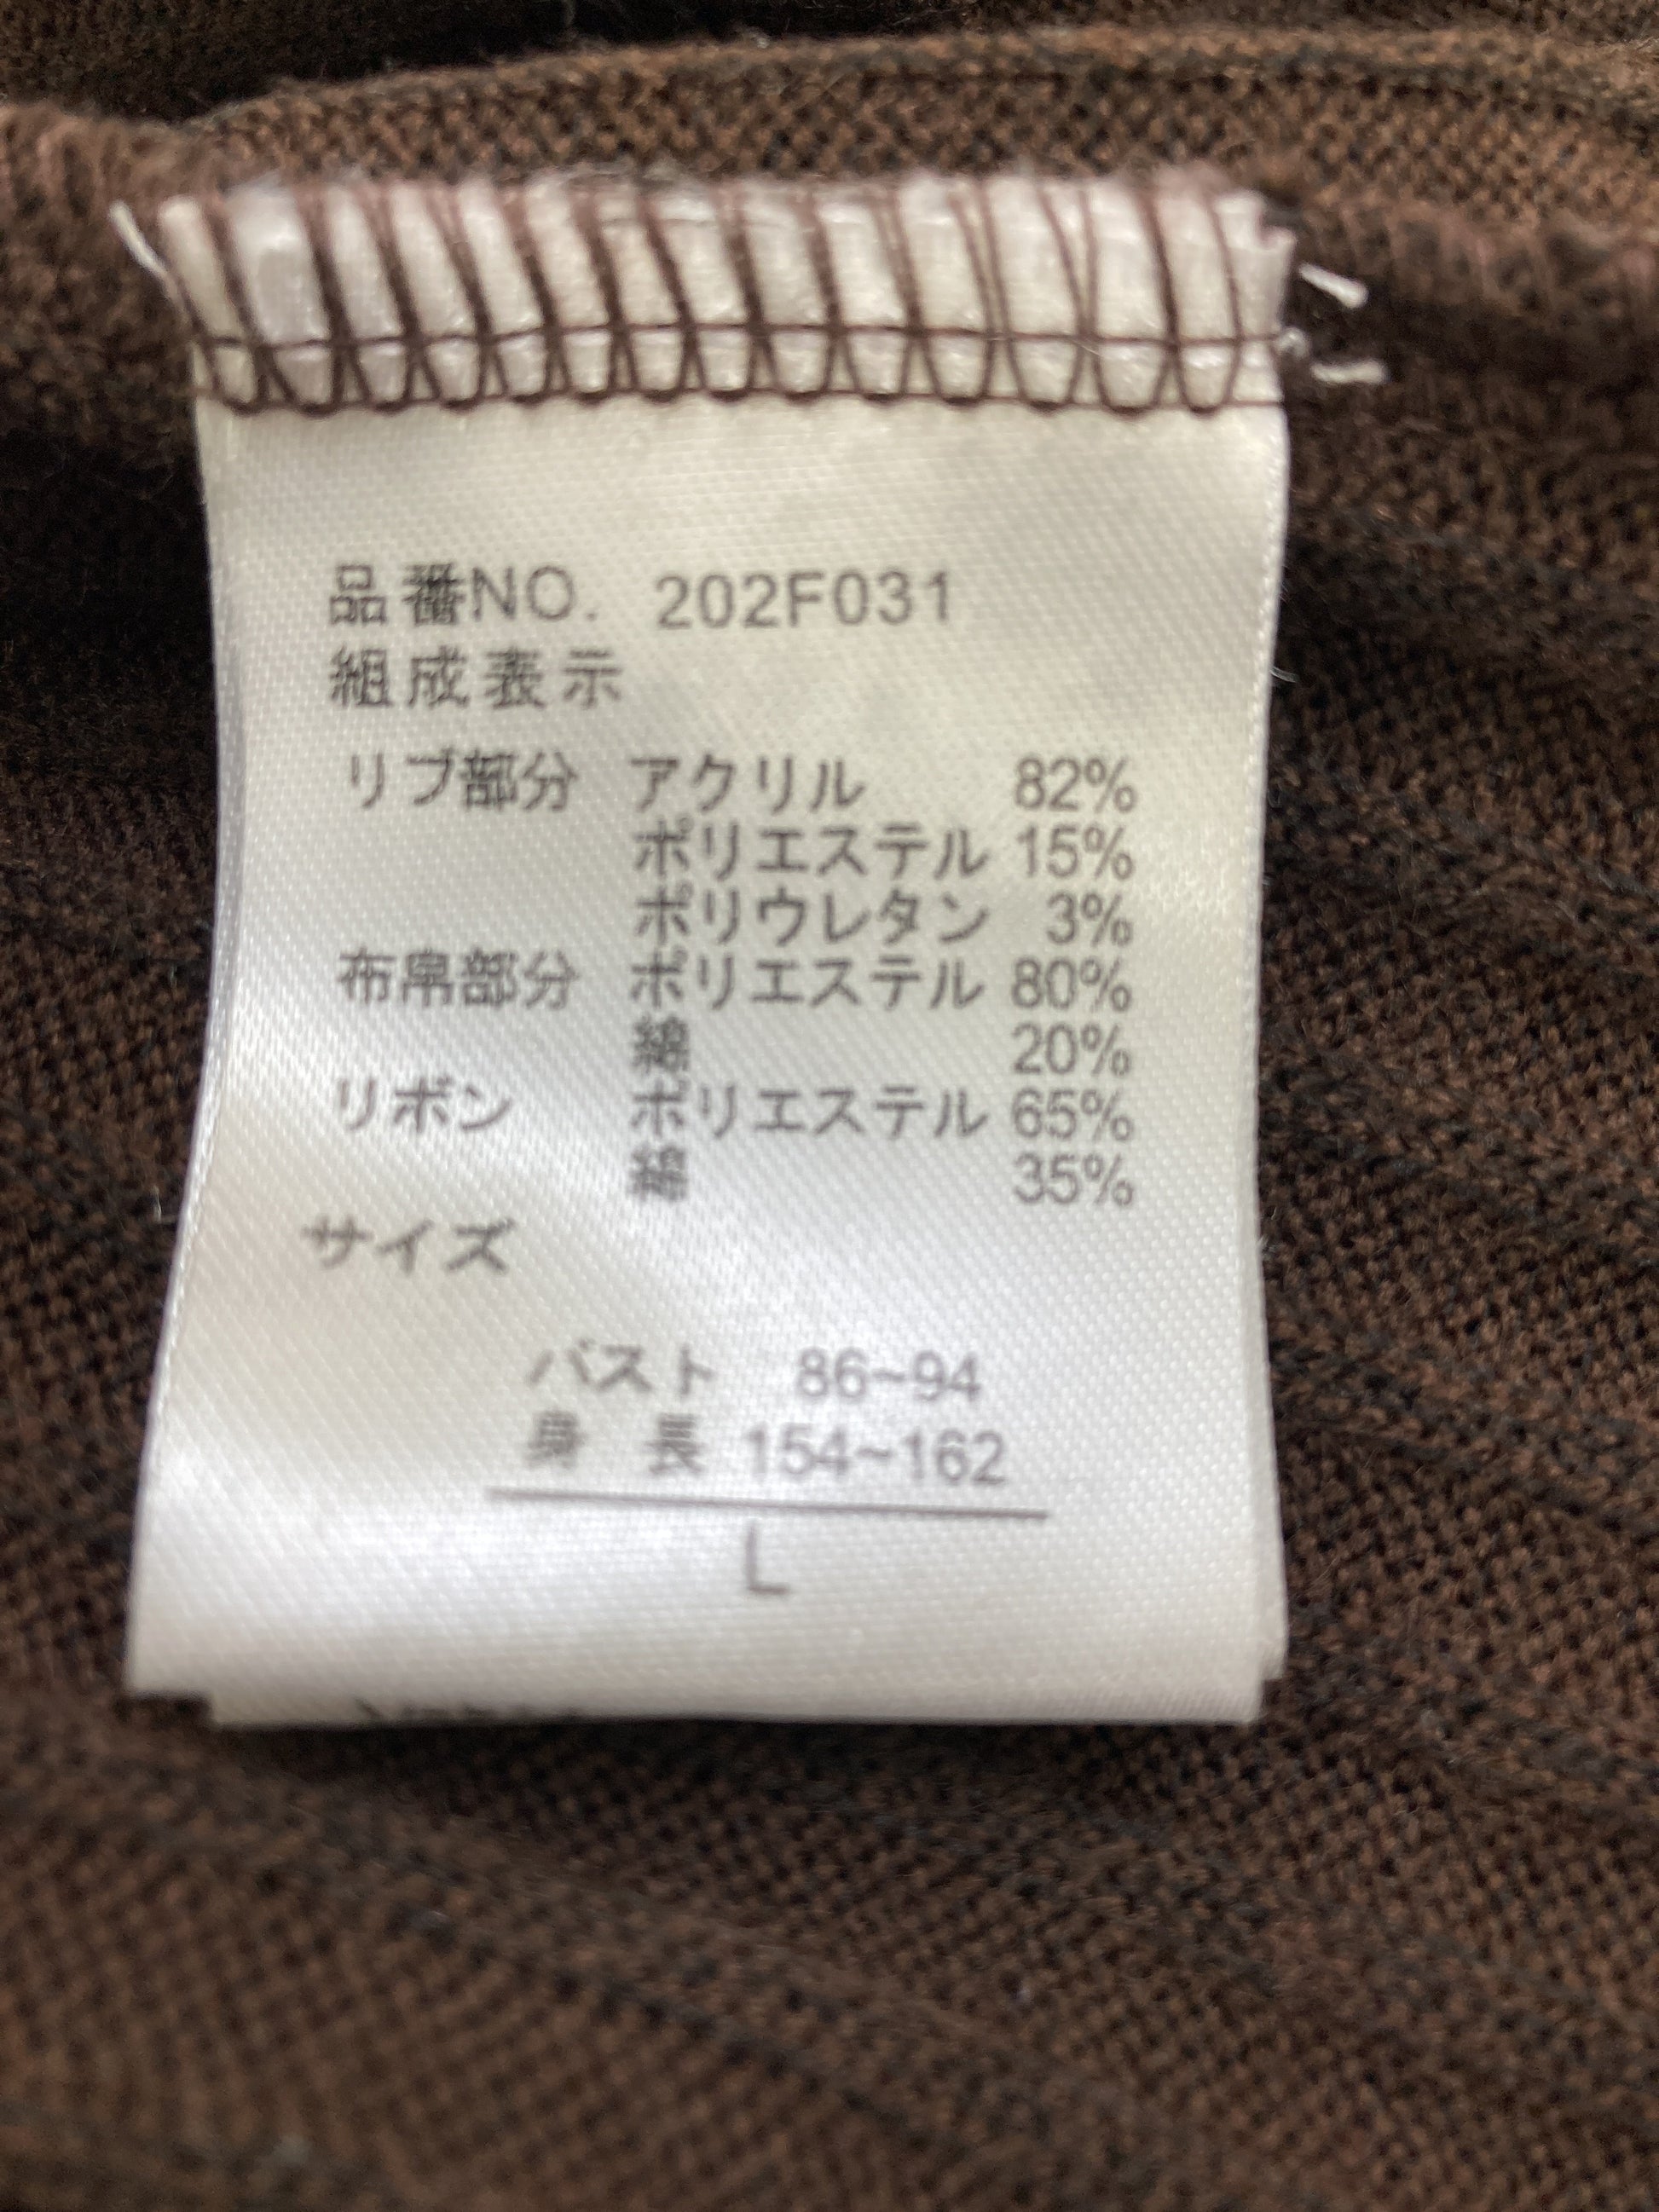 品番NO. 202F031
組成表示
リブ部分 アクリル 82%
ポリエステル 15%
ポリウレタン 3%
布帛部分 ポリエステル 80%
綿 20%
リボン ポリエステル 65%
綿 35%
サイズ
バスト 86~94
身長 154~162
L